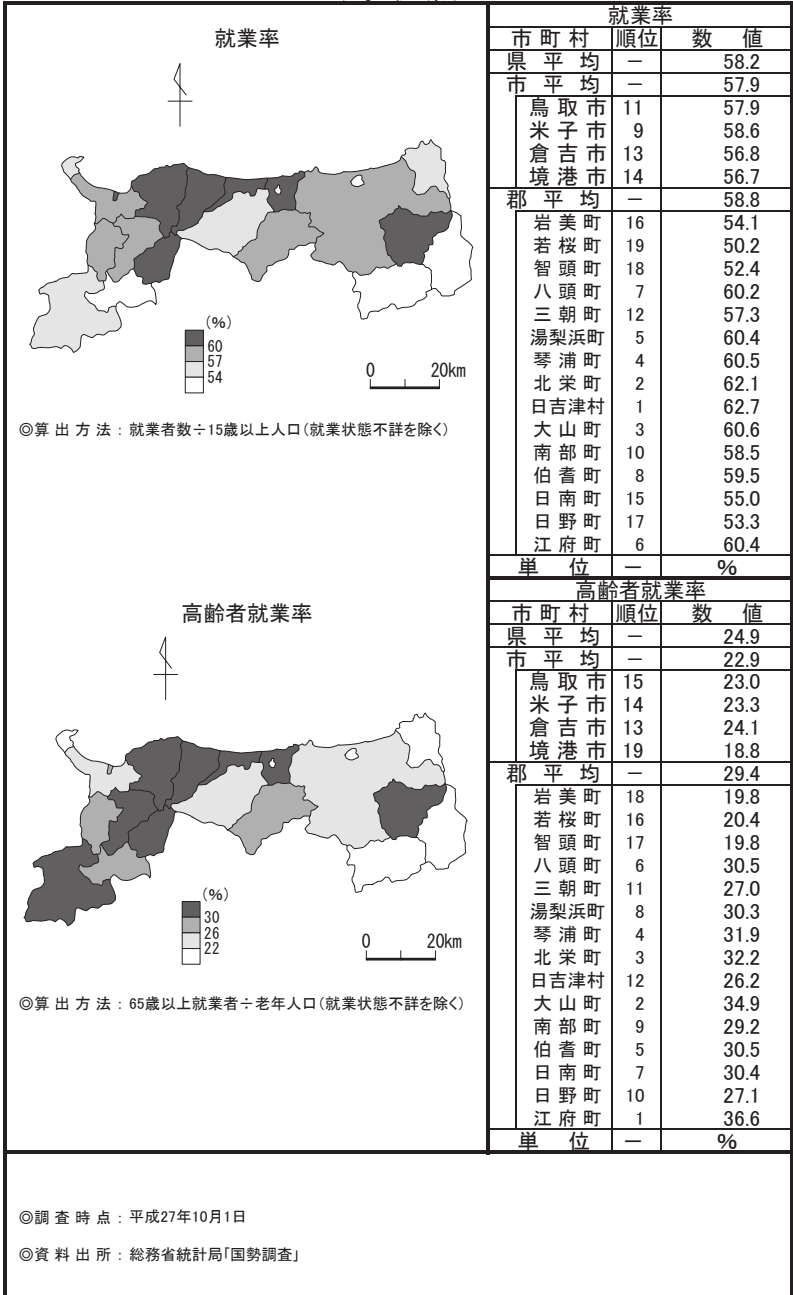 就業率
(%)
60
57
54
0 20km
◎算出方法：就業者数÷15歳以上人口（就業状態不詳を除く）
就業率
市町村 順位 数値
県平均 － 58.2
市平均 － 57.9
鳥取市 11 57.9
米子市 9 58.6
倉吉市 13 56.8
境港市 14 56.7
郡平均 － 58.8
岩美町 16 54.1
若桜町 19 50.2
智頭町 18 52.4
八頭町 7 60.2
三朝町 12 57.3
湯梨浜町 5 60.4
琴浦町 4 60.5
北栄町 2 62.1
日吉津村 1 62.7
大山町 3 60.6
南部町 10 58.5
伯耆町 8 59.5
日南町 15 55.0
日野町 17 53.3
江府町 6 60.4
単位 － %
高齢者就業率
(%)
30
26
22
0 20km
◎算出方法：65歳以上就業者÷老年人口（就業状態不詳を除く）
高齢者就業率
市町村 順位 数値
県平均 － 24.9
市平均 － 22.9
鳥取市 15 23.0
米子市 14 23.3
倉吉市 13 24.1
境港市 19 18.8
郡平均 － 29.4
岩美町 18 19.8
若桜町 16 20.4
智頭町 17 19.8
八頭町 6 30.5
三朝町 11 27.0
湯梨浜町 8 30.3
琴浦町 4 31.9
北栄町 3 32.2
日吉津村 12 26.2
大山町 2 34.9
南部町 9 29.2
伯耆町 5 30.5
日南町 7 30.4
日野町 10 27.1
江府町 1 36.6
単位 － %
◎調査時点：平成27年10月1日
◎資料出所：総務省統計局「国勢調査」